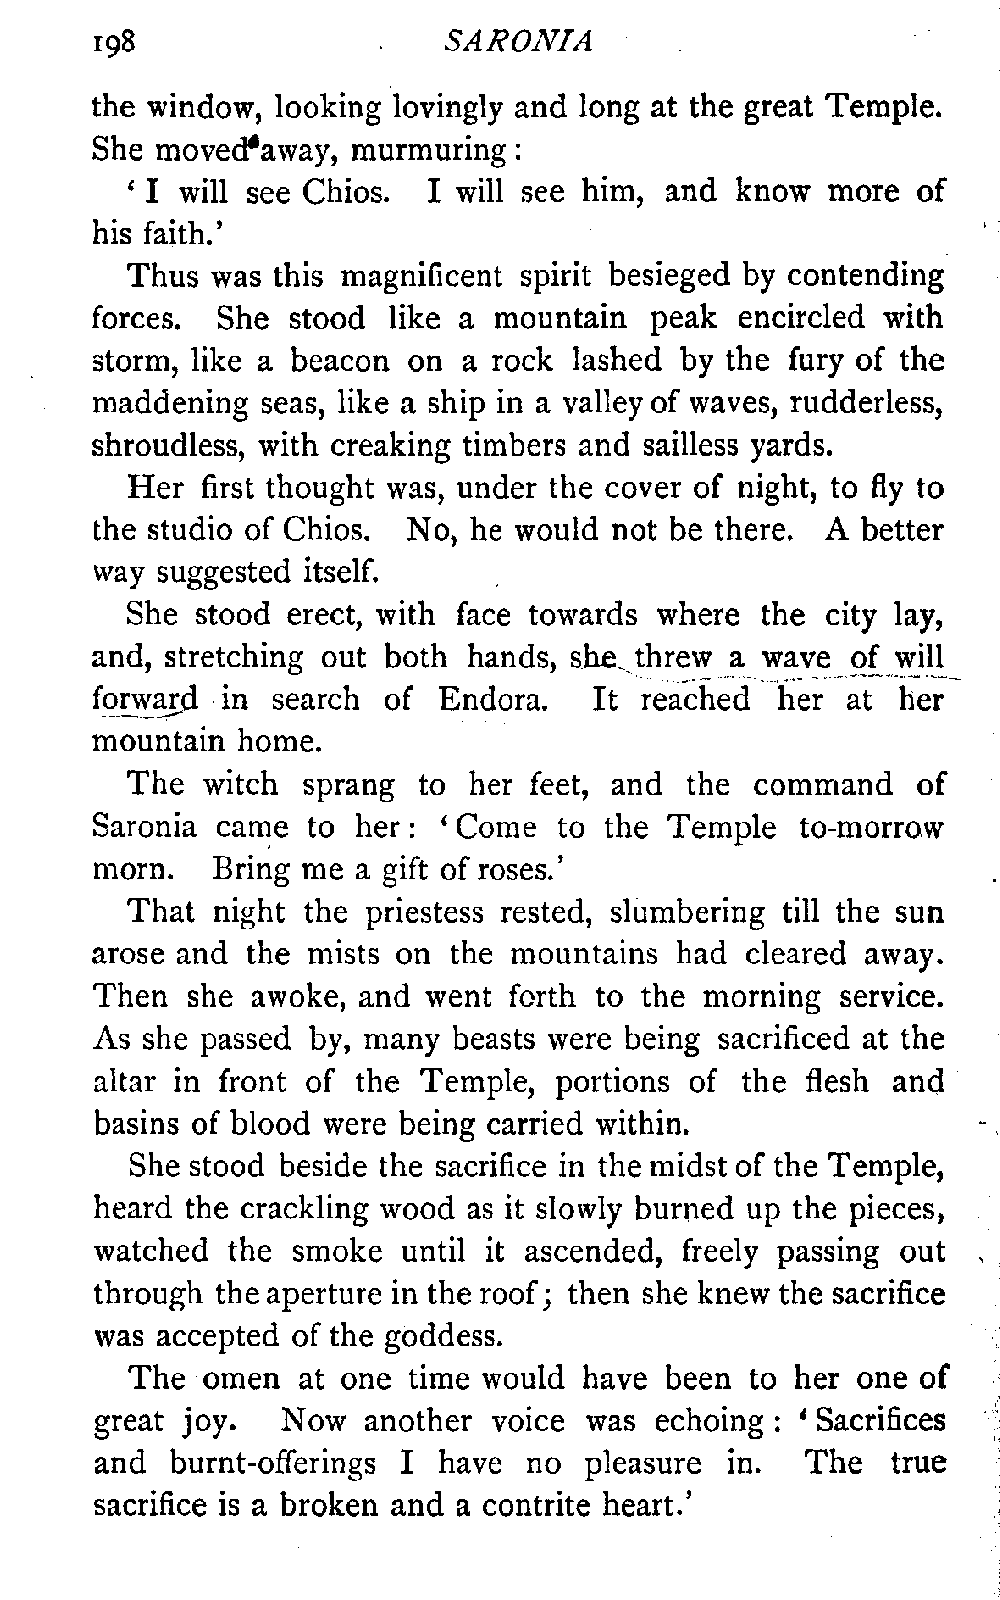 198 SARONIA
the window, looking lovingly and long at the great Temple.
She moved away, murmuring :
‘ I will see Chios. I will see him, and know more of
his faith.’
Thus was this magnificent spirit besieged by contending
forces. She stood like a mountain peak encircled with
storm, like a beacon on a rock lashed by the fury of the
maddening seas, like a ship in a valley of waves, rudderless,
shroudless, with creaking timbers and sailless yards.
Her first thought was, under the cover of night, to fly to
the studio of Chios. No, he would not be there. A better
way suggested itself.
She stood erect, with face towards where the city lay,
and, stretching out both hands, she threw a wave of will
forward in search of Endora. It reached her at her
mountain home.
The witch sprang to her feet, and the command of
Saronia came to her : ‘ Come to the Temple to-morrow
morn. Bring me a gift of roses.’
That night the priestess rested, slumbering till the sun
arose and the mists on the mountains had cleared away.
Then she awoke, and went forth to the morning service.
As she passed by, many beasts were being sacrificed at the
altar in front of the Temple, portions of the flesh and
basins of blood were being carried within.
She stood beside the sacrifice in the midst of the Temple,
heard the crackling wood as it slowly burned up the pieces,
watched the smoke until it ascended, freely passing out
through the aperture in the roof ; then she knew the sacrifice
was accepted of the goddess.
The omen at one time would have been to her one of
great joy. Now another voice was echoing : ‘ Sacrifices
and burnt-offerings I have no pleasure in. The true
sacrifice is a broken and a contrite heart.’